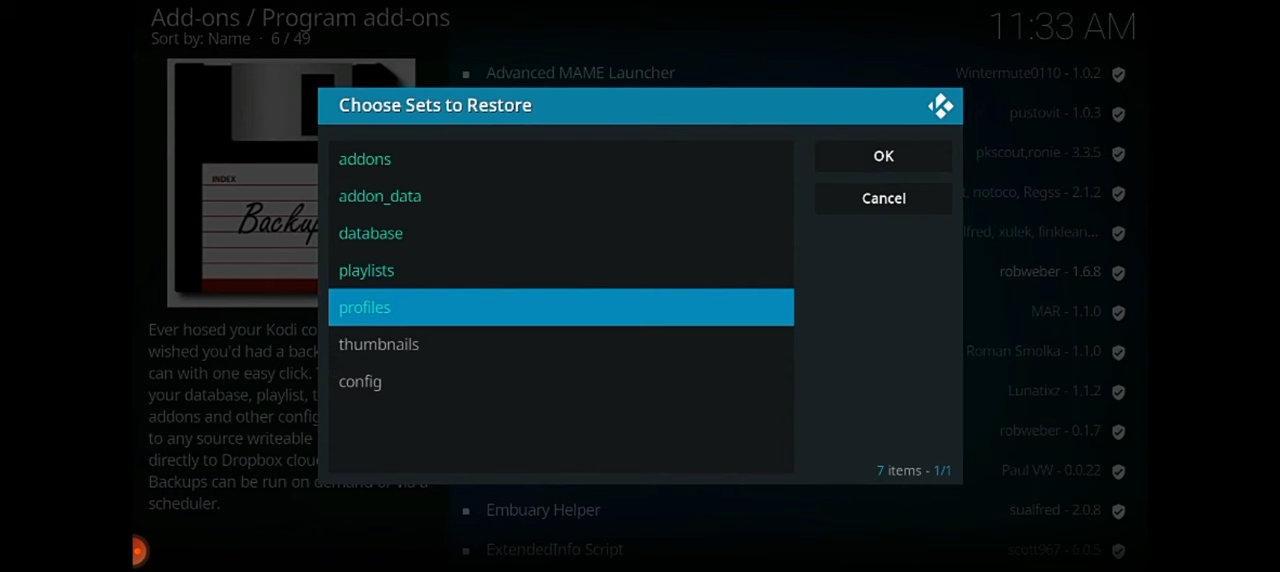 Add-ons / Program add-ons
Sort by: Name · 6 / 49
11:33 AM
INDEX
Backup
Advanced MAME Launcher
Wintermute0110 - 1.0.2
pustovit - 1.0.3
pkscout,ronie - 3.3.5
notoco, Regss - 2.1.2
xulek, finklean...
robweber - 1.6.8
MAR - 1.1.0
Roman Smolka - 1.1.0
Lunatixz - 1.1.2
robweber - 0.1.7
Paul VW - 0.0.22
Embuary Helper
sualfred - 2.0.8
ExtendedInfo Script
scott967 - 6.0.5
Choose Sets to Restore
addons
addon_data
database
playlists
profiles
thumbnails
config
OK
Cancel
7 items - 1/1
Ever hosed your Kodi
wished you'd had a
can with one easy click.
your database, playlist,
addons and other
to any source writeable
directly to Dropbox
Backups can be run on
scheduler.